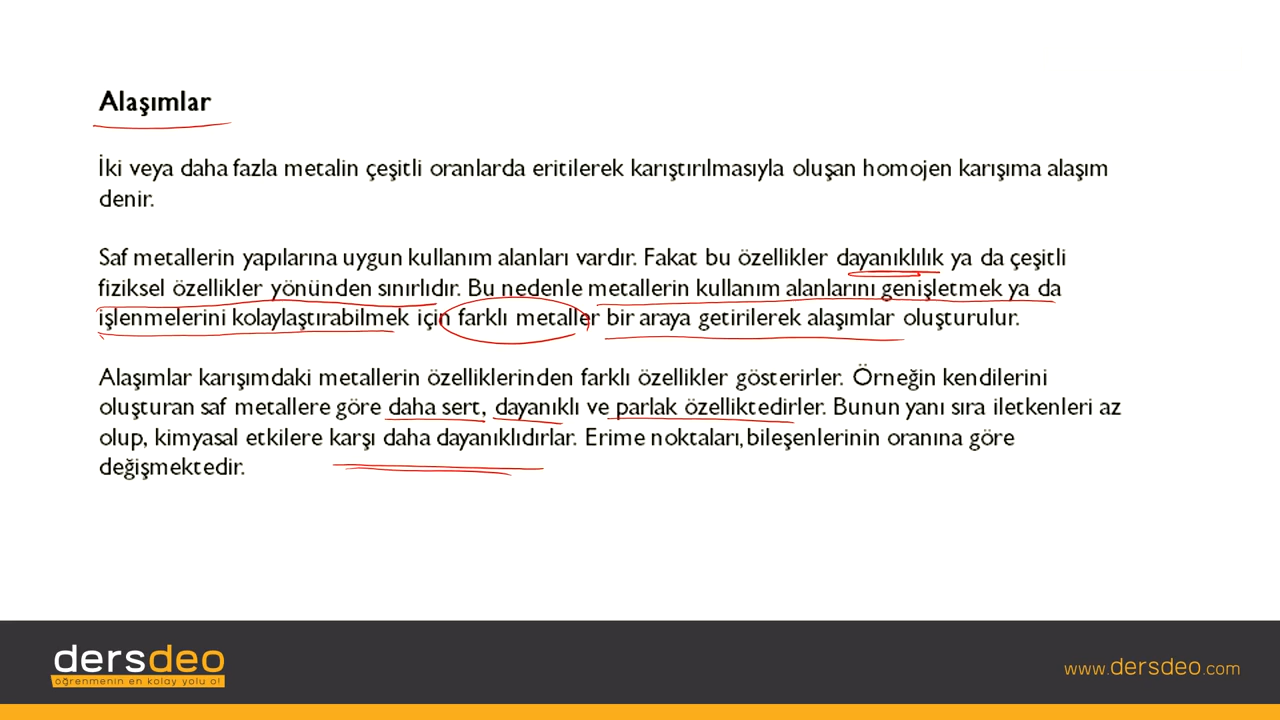 Alaşımlar
İki veya daha fazla metalin çeşitli oranlarda eritilerek karıştırılmasıyla oluşan homojen karışıma alaşım
denir.
Saf metallerin yapılarına uygun kullanım alanları vardır. Fakat bu özellikler dayanıklılık ya da çeşitli
fiziksel özellikler yönünden sınırlıdır. Bu nedenle metallerin kullanım alanlarını genişletmek ya da
işlenmelerini kolaylaştırabilmek için farklı metaller bir araya getirilerek alaşımlar oluşturulur.
Alaşımlar karışımdaki metallerin özelliklerinden farklı özellikler gösterirler. Örneğin kendilerini
oluşturan saf metallere göre daha sert, dayanıklı ve parlak özelliktedirler. Bunun yanı sıra iletkenleri az
olup, kimyasal etkilere karşı daha dayanıklıdırlar. Erime noktaları, bileşenlerinin oranına göre
değişmektedir.
dersdeo
öğrenmenin en kolay yolu o!
www.dersdeo.com